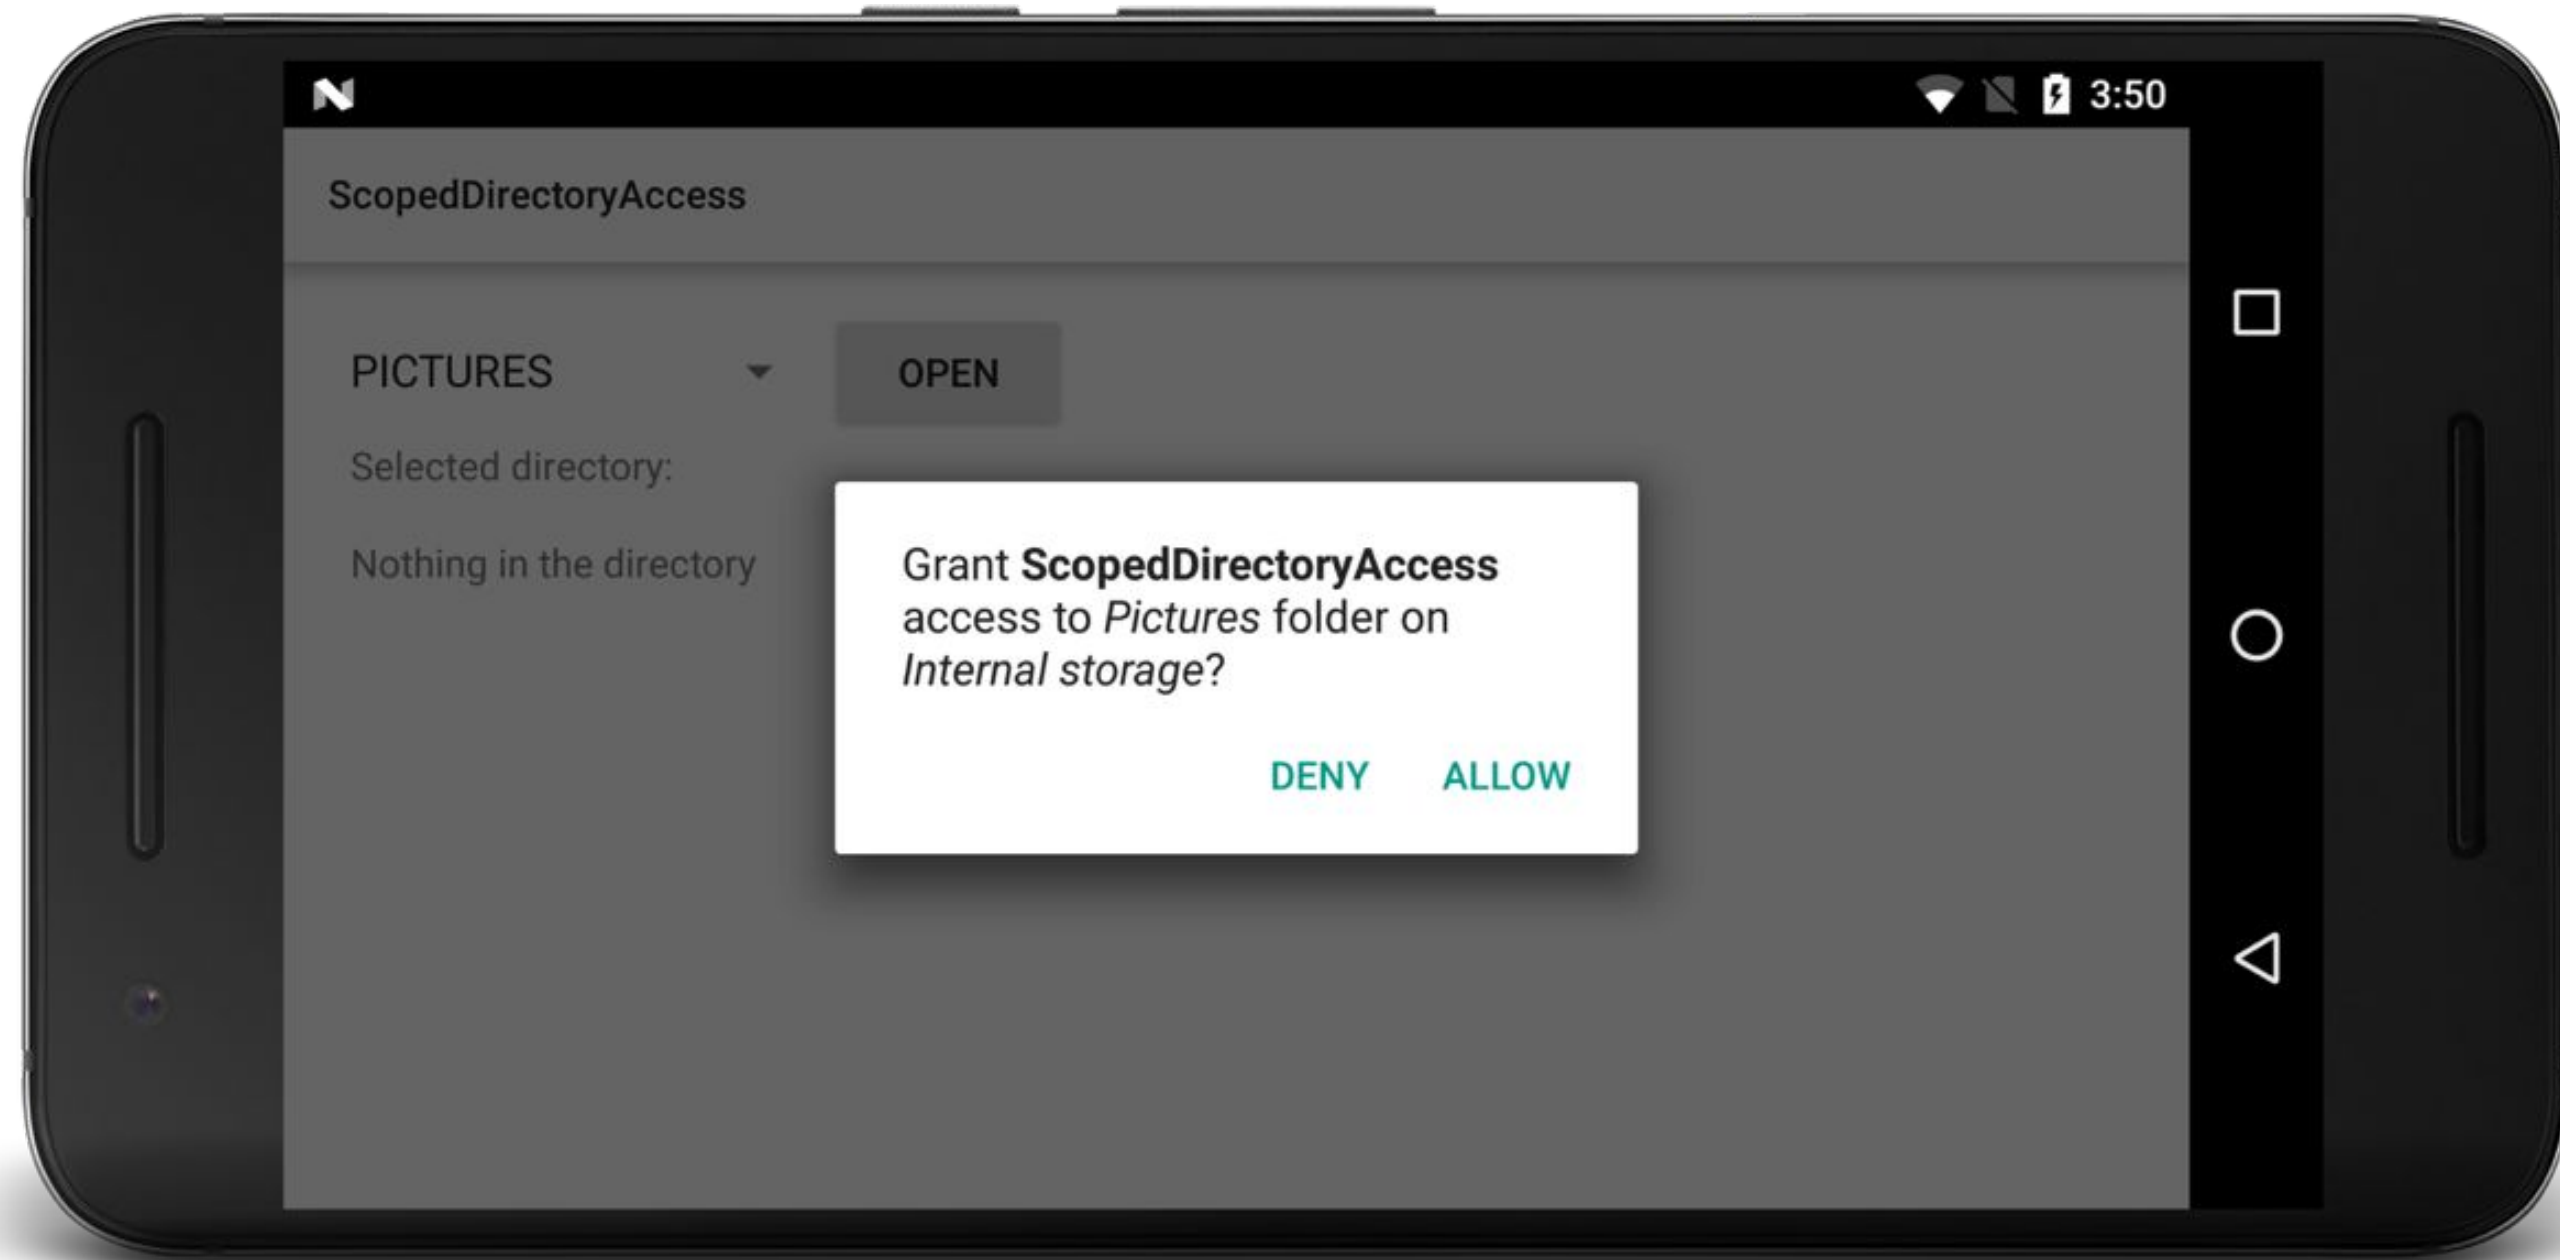 3:50
ScopedDirectoryAccess
PICTURES
OPEN
Selected directory:
Nothing in the directory
Grant ScopedDirectoryAccess
access to Pictures folder on
Internal storage?
DENY ALLOW